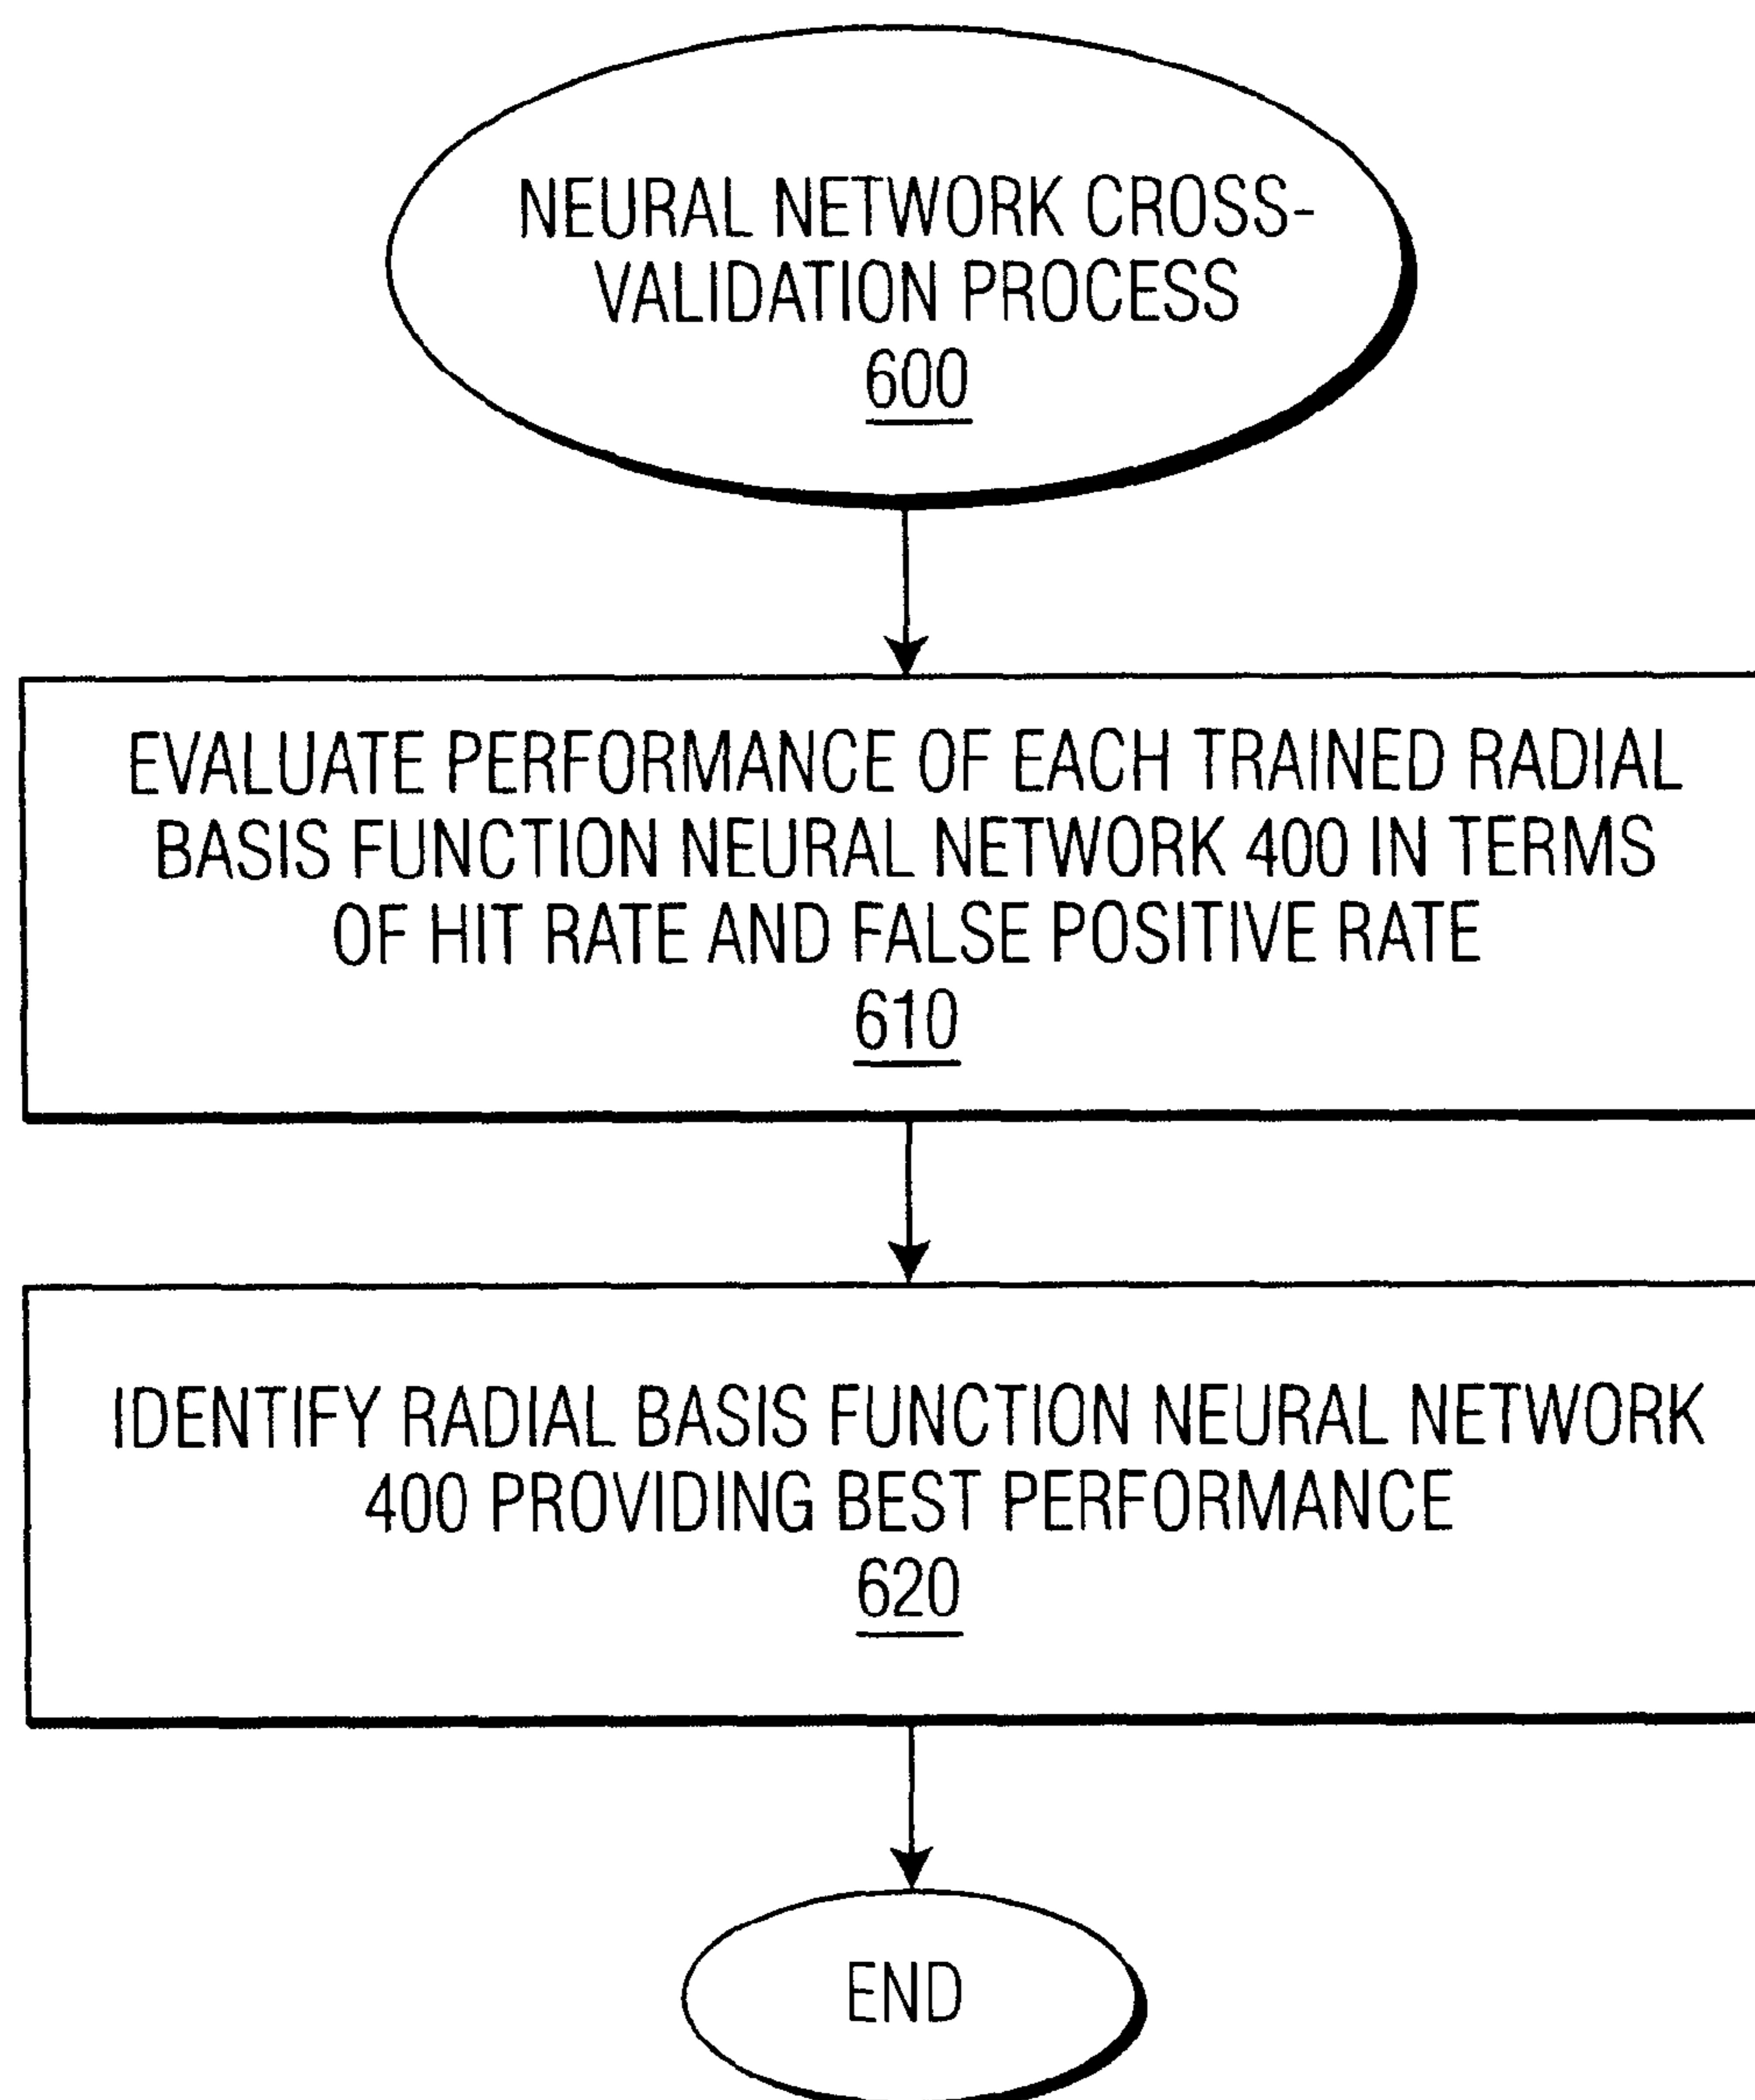 NEURAL NETWORK CROSS-
VALIDATION PROCESS
600
EVALUATE PERFORMANCE OF EACH TRAINED RADIAL
BASIS FUNCTION NEURAL NETWORK 400 IN TERMS
OF HIT RATE AND FALSE POSITIVE RATE
610
IDENTIFY RADIAL BASIS FUNCTION NEURAL NETWORK
400 PROVIDING BEST PERFORMANCE
620
END